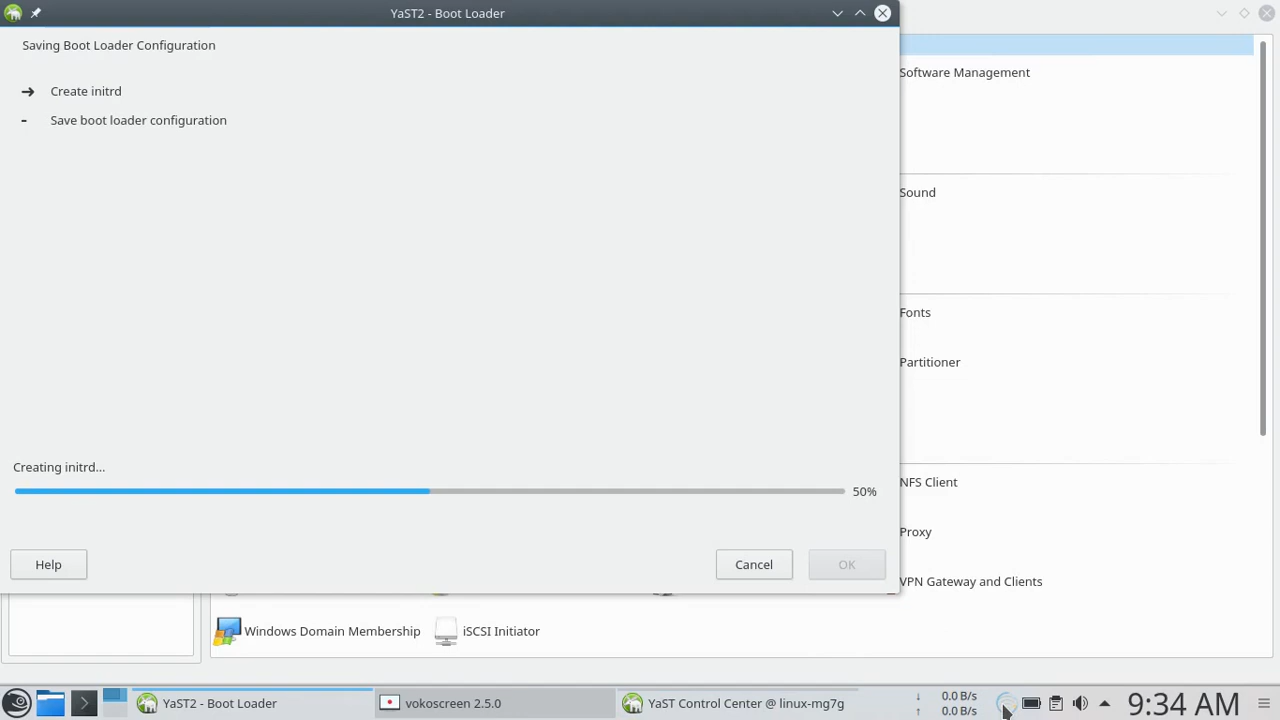 YaST2 - Boot Loader
Saving Boot Loader Configuration
Create initrd
- Save boot loader configuration
Creating initrd...
50%
Help
Cancel
OK
Software Management
Sound
Fonts
Partitioner
NFS Client
Proxy
VPN Gateway and Clients
Windows Domain Membership
iSCSI Initiator
YaST2 - Boot Loader
vokoscreen 2.5.0
YaST Control Center @ linux-mg7g
↓ 0.0 B/s
↑ 0.0 B/s
9:34 AM